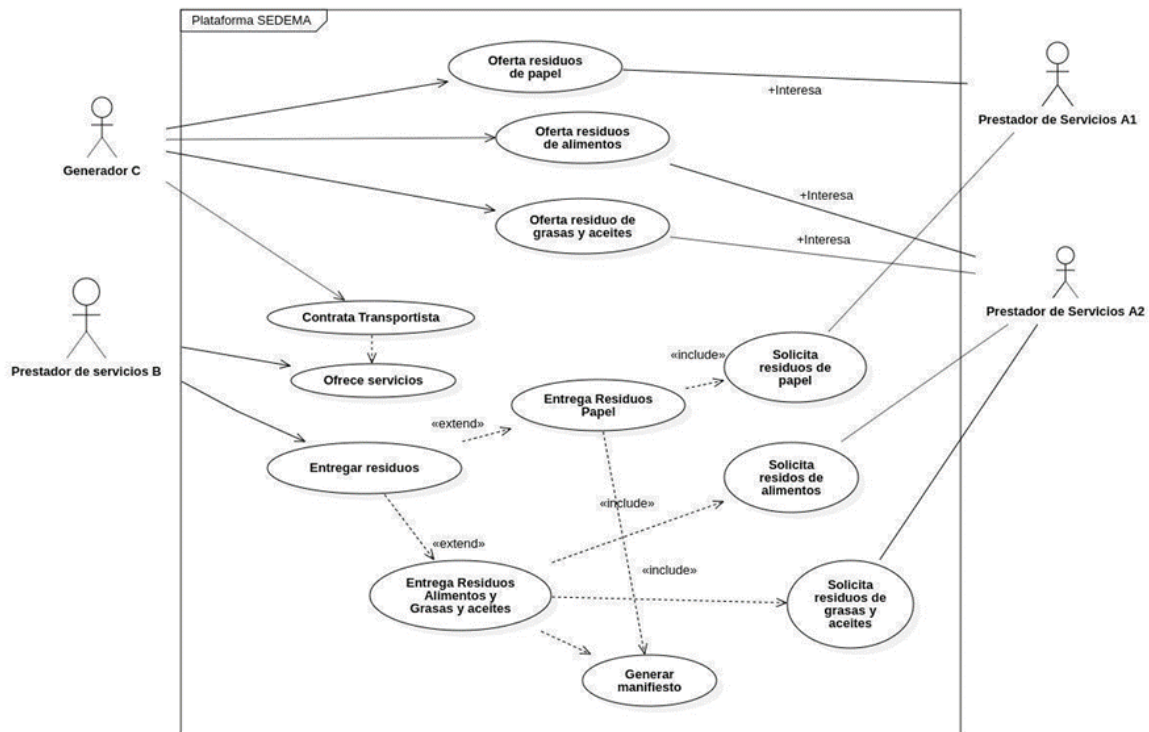 Plataforma SEDEMA
Oferta residuos
de papel
+Interesa
Prestador de Servicios A1
Generador C
Oferta residuos
de alimentos
+Interesa
Oferta residuo de
grasas y aceites
+Interesa
Prestador de Servicios A2
Contrata Transportista
Prestador de servicios B
Ofrece servicios
«include»
Solicita
residuos de
papel
Entrega Residuos
Papel
«extend»
Entregar residuos
Solicita
residos de
alimentos
«include»
«extend»
«include»
Entrega Residuos
Alimentos y
Grasas y aceites
Solicita
residuos de
grasas y
aceites
Generar
manifiesto